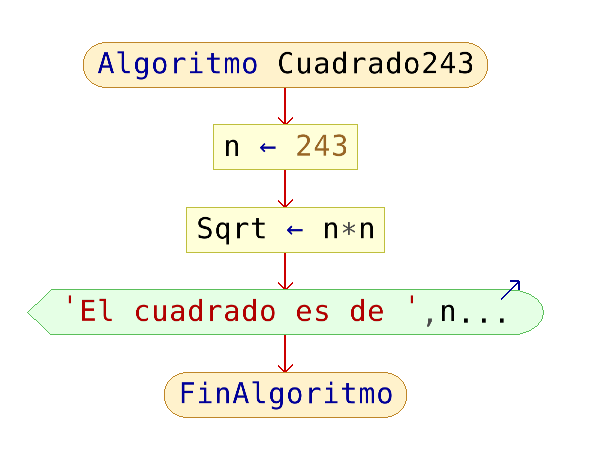 Algoritmo Cuadrado243
n ← 243
Sqrt ← n*n
'El cuadrado es de ',n...
FinAlgoritmo